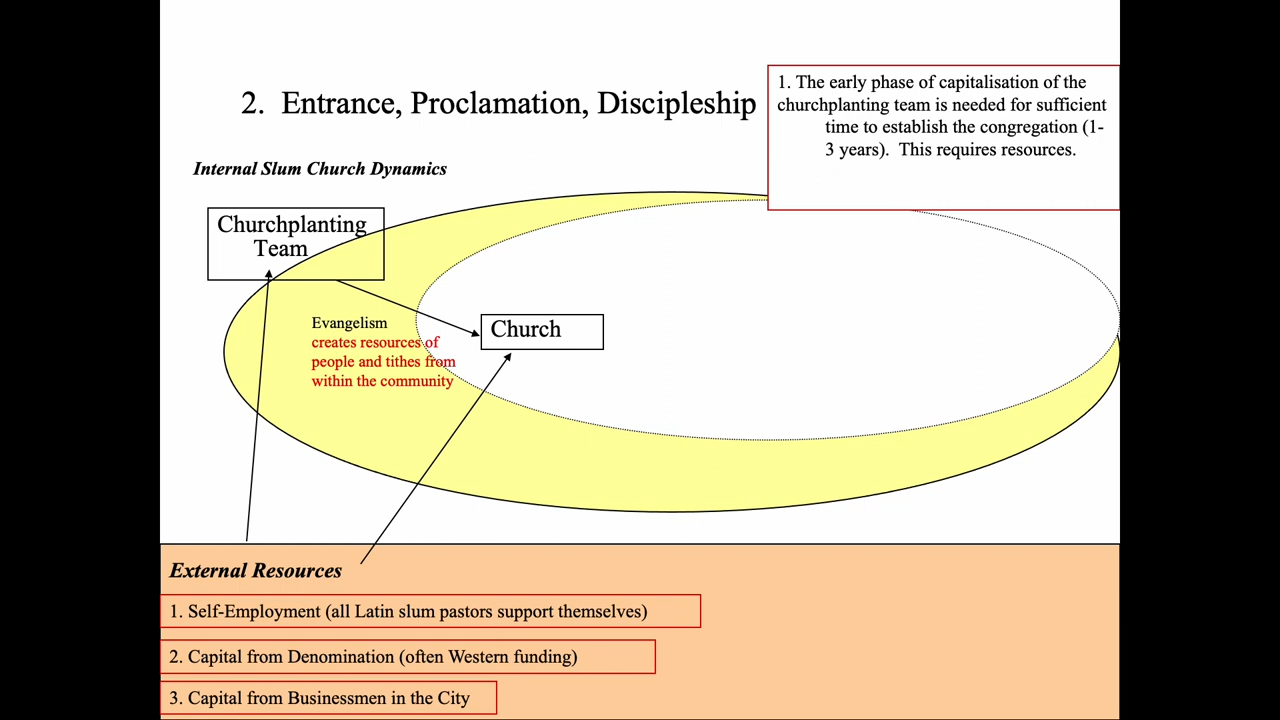 2. Entrance, Proclamation, Discipleship
1. The early phase of capitalisation of the
churchplanting team is needed for sufficient
time to establish the congregation (1-
3 years). This requires resources.
Internal Slum Church Dynamics
Churchplanting
Team
Evangelism
creates resources of
people and tithes from
within the community
Church
External Resources
1. Self-Employment (all Latin slum pastors support themselves)
2. Capital from Denomination (often Western funding)
3. Capital from Businessmen in the City